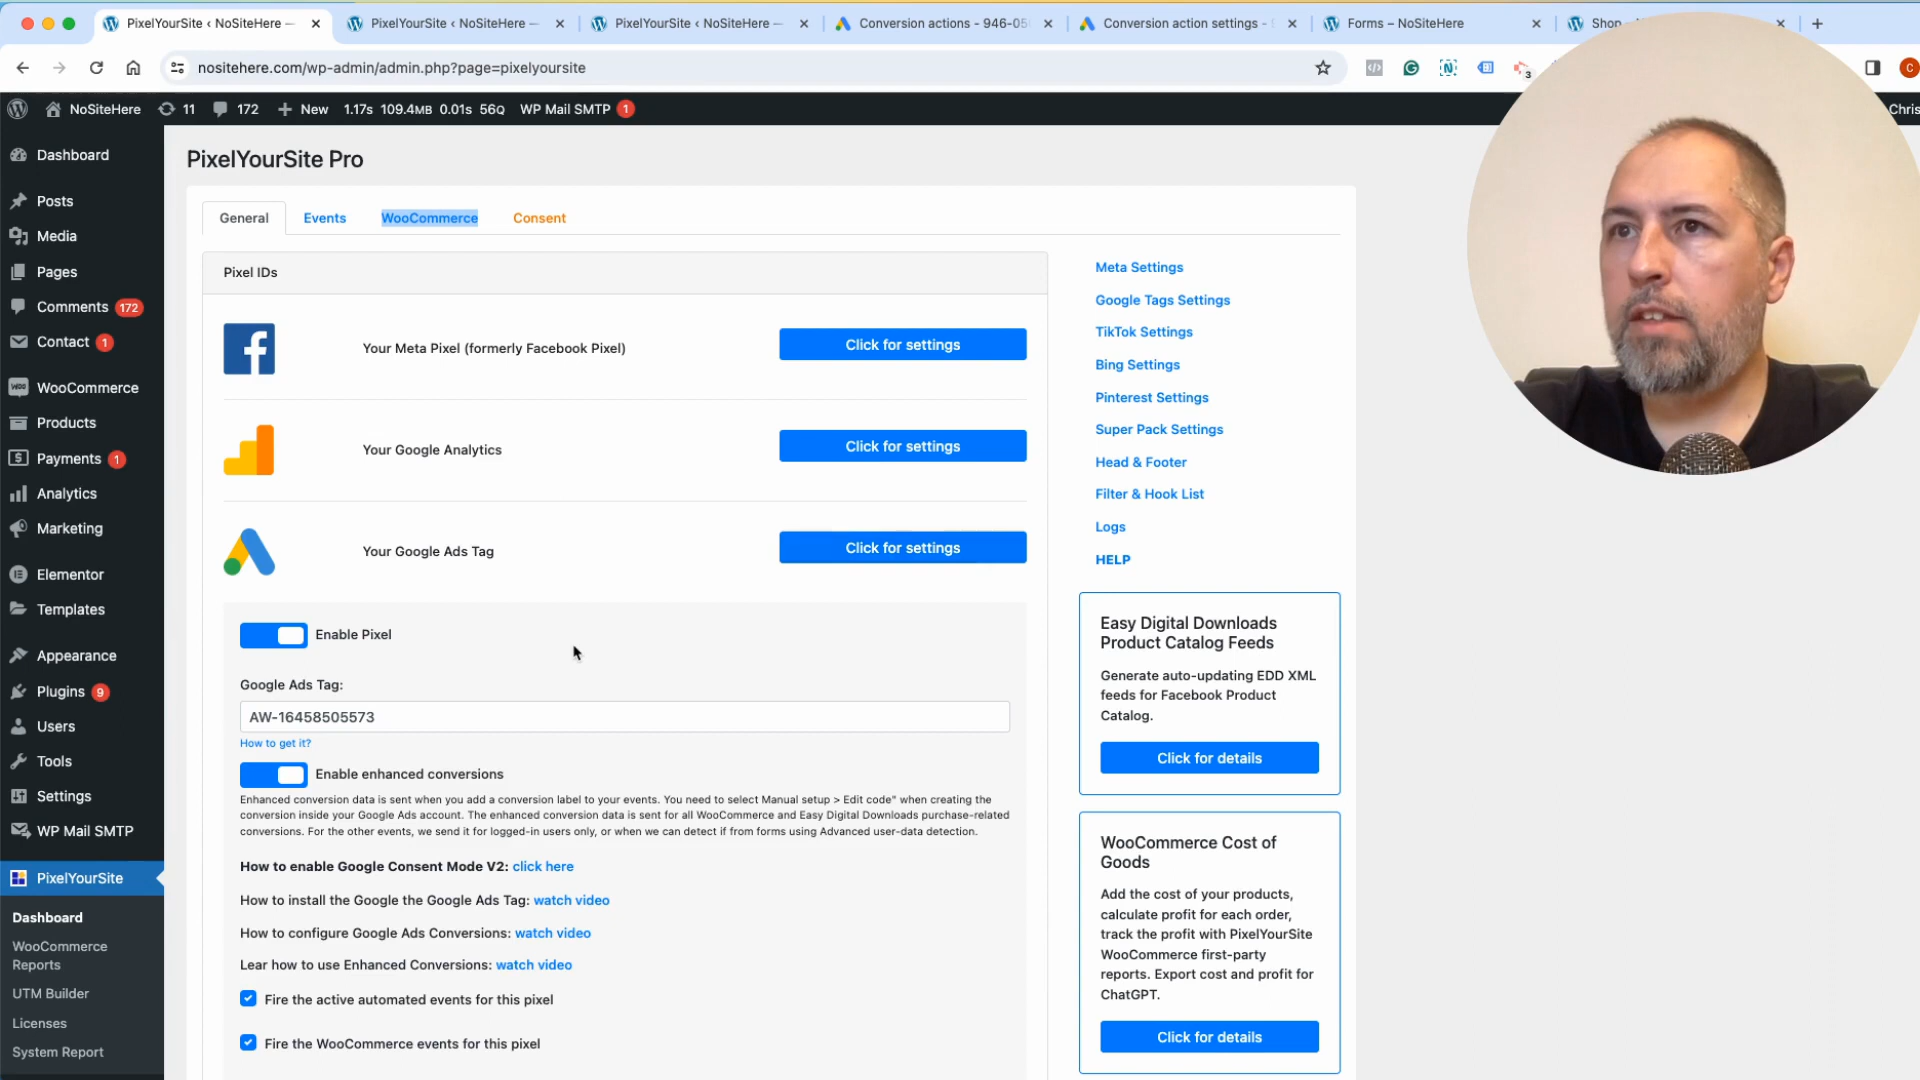 PixelYourSite ‹ NoSiteHere —
PixelYourSite ‹ NoSiteHere —
PixelYourSite ‹ NoSiteHere —
Conversion actions - 946-05
Conversion action settings -
Forms – NoSiteHere
Shop
nositehere.com/wp-admin/admin.php?page=pixelyoursite
3
C
NoSiteHere
11
172
New
1.17s 109.4MB 0.01s 56Q
WP Mail SMTP 1
Chris
Dashboard
Posts
Media
Pages
Comments 172
Contact 1
WooCommerce
Products
Payments 1
Analytics
Marketing
Elementor
Templates
Appearance
Plugins 9
Users
Tools
Settings
WP Mail SMTP
PixelYourSite
Dashboard
WooCommerce
Reports
UTM Builder
Licenses
System Report
PixelYourSite Pro
General
Events
WooCommerce
Consent
Pixel IDs
Your Meta Pixel (formerly Facebook Pixel)
Click for settings
Your Google Analytics
Click for settings
Your Google Ads Tag
Click for settings
Enable Pixel
Google Ads Tag:
AW-16458505573
How to get it?
Enable enhanced conversions
Enhanced conversion data is sent when you add a conversion label to your events. You need to select Manual setup > Edit code" when creating the
conversion inside your Google Ads account. The enhanced conversion data is sent for all WooCommerce and Easy Digital Downloads purchase-related
conversions. For the other events, we send it for logged-in users only, or when we can detect if from forms using Advanced user-data detection.
How to enable Google Consent Mode V2: click here
How to install the Google the Google Ads Tag: watch video
How to configure Google Ads Conversions: watch video
Lear how to use Enhanced Conversions: watch video
Fire the active automated events for this pixel
Fire the WooCommerce events for this pixel
Meta Settings
Google Tags Settings
TikTok Settings
Bing Settings
Pinterest Settings
Super Pack Settings
Head & Footer
Filter & Hook List
Logs
HELP
Easy Digital Downloads
Product Catalog Feeds
Generate auto-updating EDD XML
feeds for Facebook Product
Catalog.
Click for details
WooCommerce Cost of
Goods
Add the cost of your products,
calculate profit for each order,
track the profit with PixelYourSite
WooCommerce first-party
reports. Export cost and profit for
ChatGPT.
Click for details